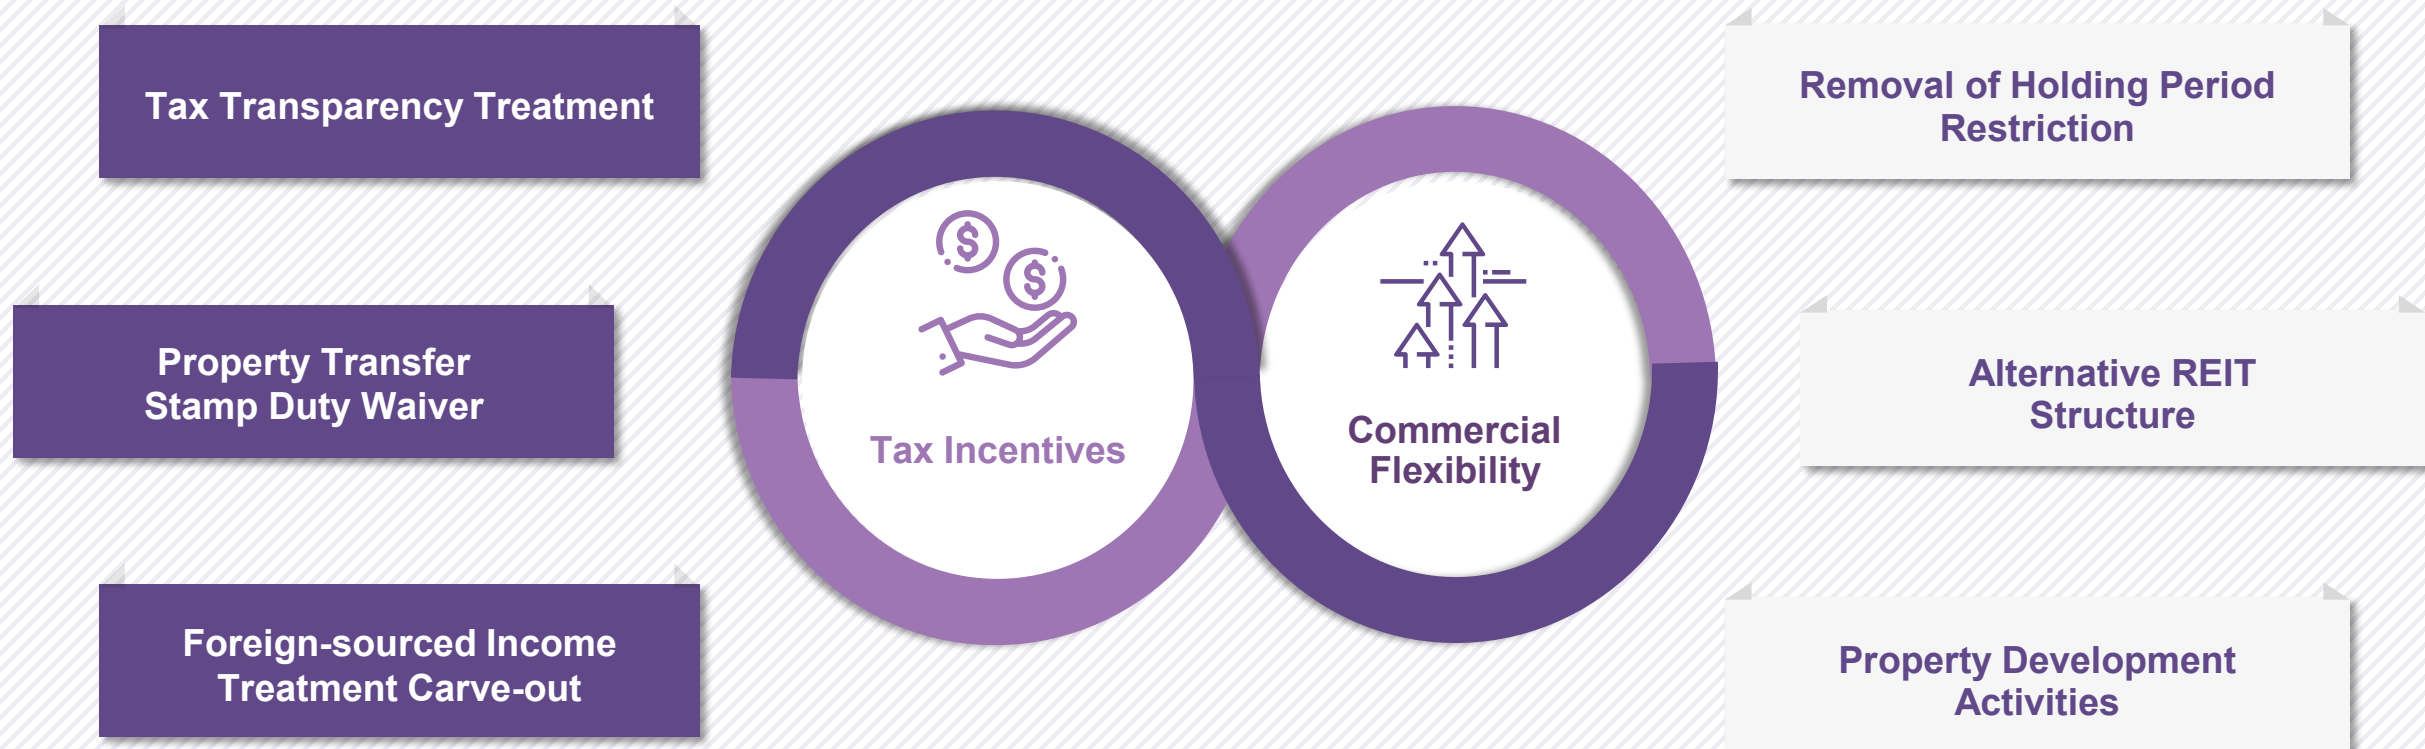 Tax Transparency Treatment
Property Transfer
Stamp Duty Waiver
Foreign-sourced Income
Treatment Carve-out
Tax Incentives
Commercial
Flexibility
Removal of Holding Period
Restriction
Alternative REIT
Structure
Property Development
Activities